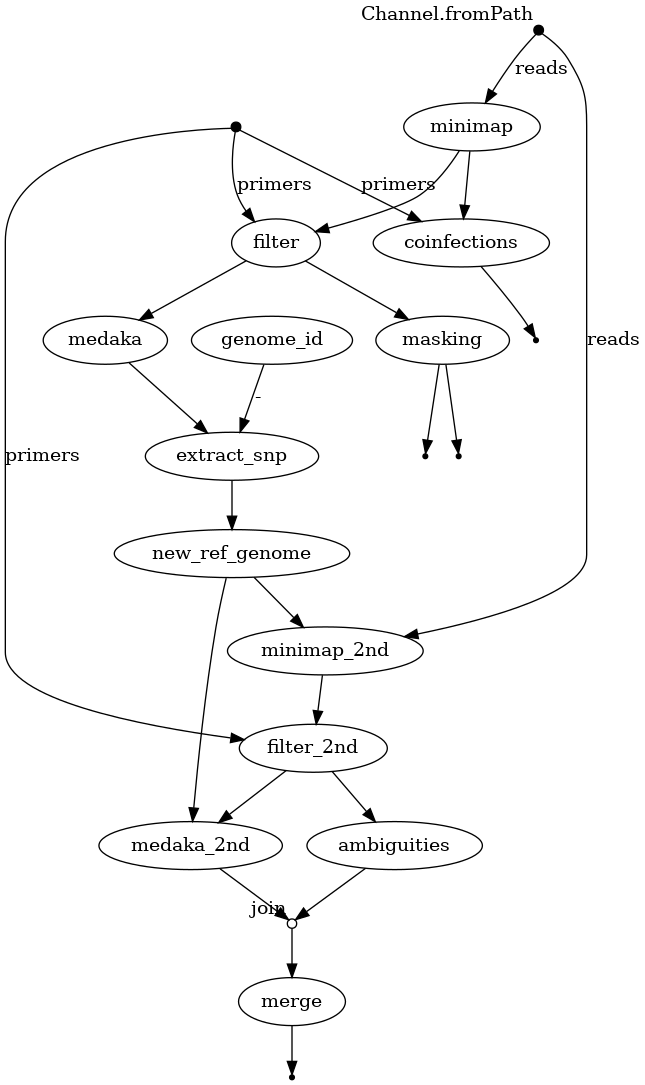 Channel.fromPath
reads
minimap
primers
primers
filter
coinfections
medaka
genome_id
masking
reads
-
primers
extract_snp
new_ref_genome
minimap_2nd
filter_2nd
medaka_2nd
ambiguities
join
merge